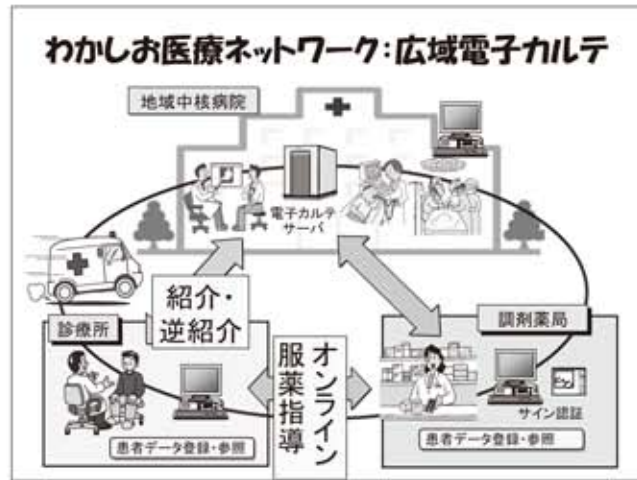 わかしお医療ネットワーク:広域電子カルテ
地域中核病院
電子カルテ
サーバ
紹介・
逆紹介
診療所
オンライン
服薬指導
調剤薬局
サイン認証
患者データ登録・参照
患者データ登録・参照